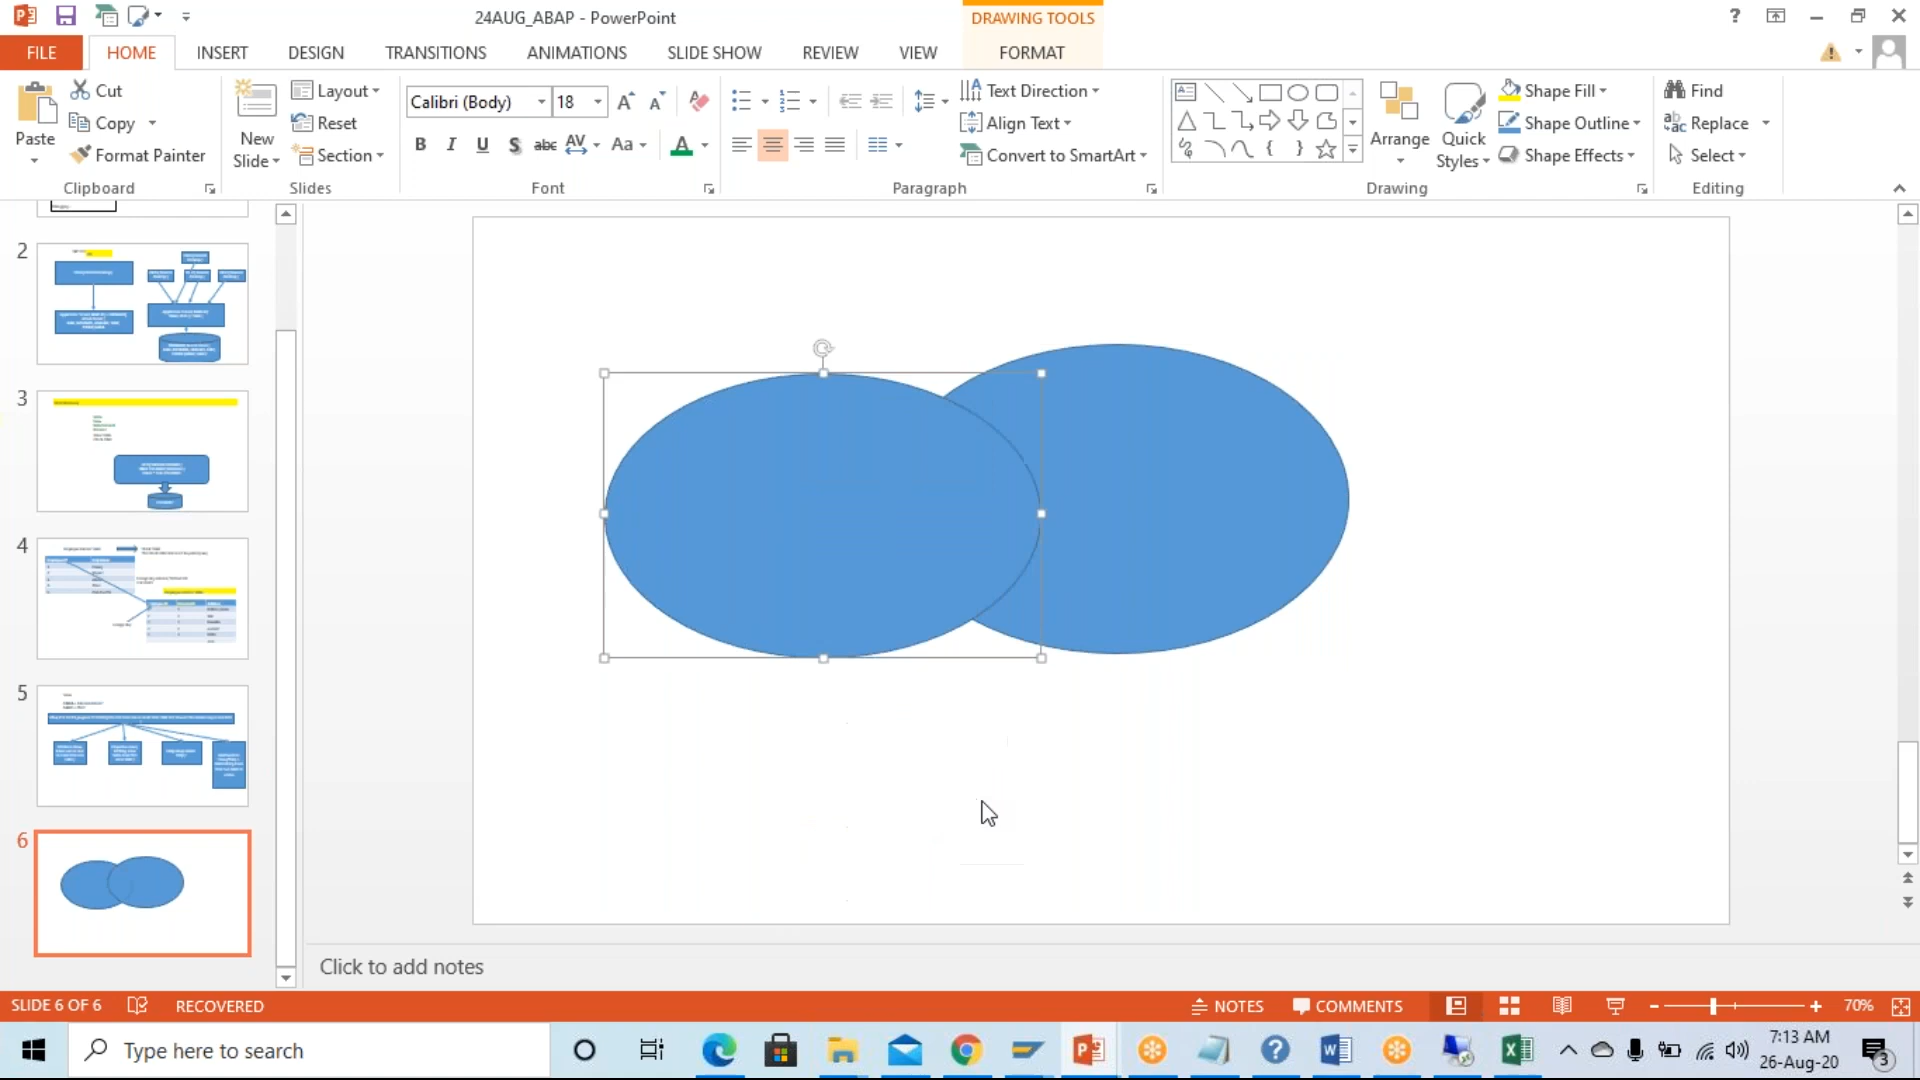 24AUG_ABAP - PowerPoint
DRAWING TOOLS
?
FILE HOME INSERT DESIGN TRANSITIONS ANIMATIONS SLIDE SHOW REVIEW VIEW FORMAT
Paste
Cut
Copy
Format Painter
Clipboard
New Slide
Layout
Reset
Section
Slides
Calibri (Body) 18
B I U S abc AV Aa A
Font
Text Direction
Align Text
Convert to SmartArt
Paragraph
Arrange
Quick Styles
Shape Fill
Shape Outline
Shape Effects
Drawing
Find
Replace
Select
Editing
2
3
4
5
6
Click to add notes
SLIDE 6 OF 6 RECOVERED NOTES COMMENTS 70%
Type here to search
7:13 AM
26-Aug-20
3